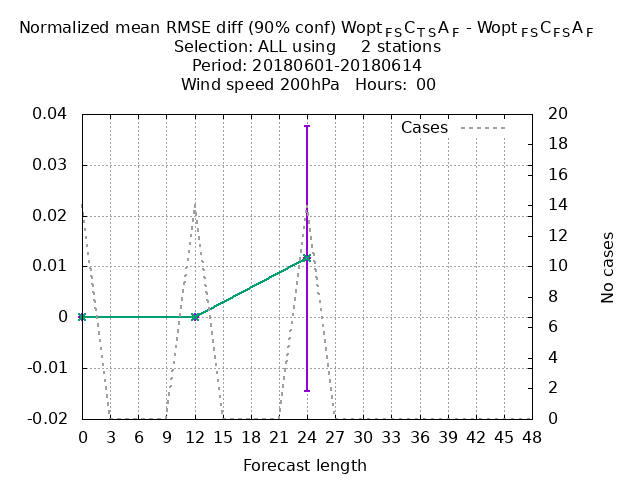 Normalized mean RMSE diff (90% conf) Wopt FS C TS A F - Wopt FS C FS A F
Selection: ALL using 2 stations
Period: 20180601-20180614
Wind speed 200hPa Hours: 00
Cases
0.04
0.03
0.02
0.01
0
-0.01
-0.02
20
18
16
14
12
10
8
6
4
2
0
No cases
0 3 6 9 12 15 18 21 24 27 30 33 36 39 42 45 48
Forecast length